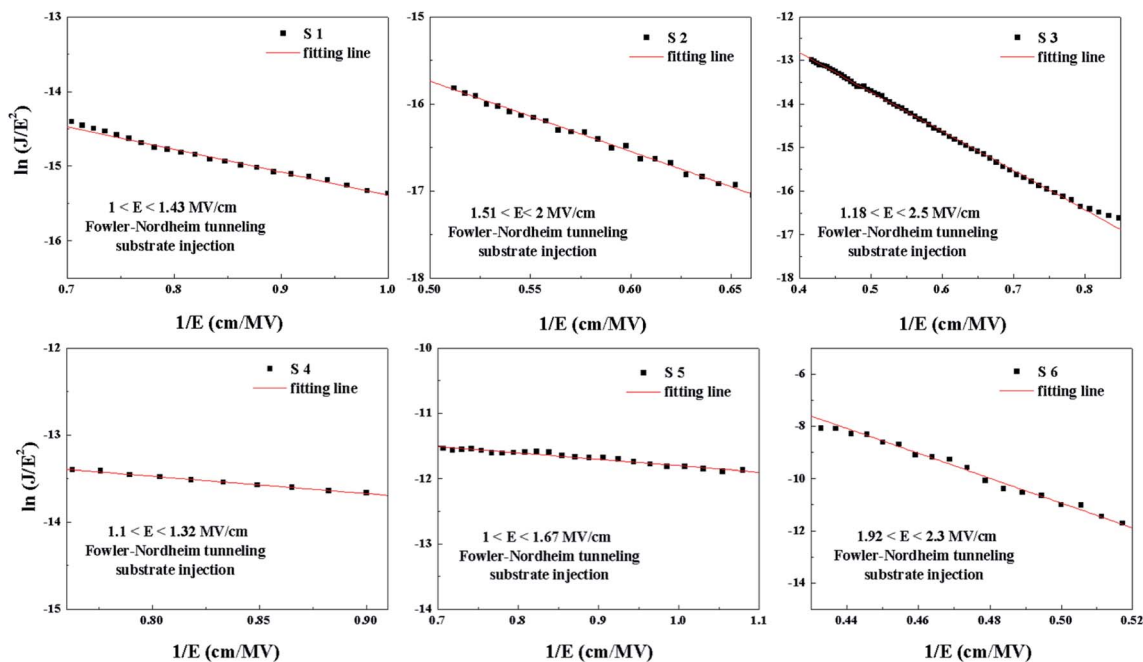 -13
-14
-15
-16
ln (J/E²)
S 1
fitting line
1 < E < 1.43 MV/cm
Fowler-Nordheim tunneling
substrate injection
0.7
0.8
0.9
1.0
1/E (cm/MV)
-14
-16
-17
-18
S 2
fitting line
1.51 < E< 2 MV/cm
Fowler-Nordheim tunneling
substrate injection
0.50
0.55
0.60
0.65
1/E (cm/MV)
-12
-13
-14
-15
-16
-17
-18
S 3
fitting line
1.18 < E < 2.5 MV/cm
Fowler-Nordheim tunneling
substrate injection
0.4
0.5
0.6
0.7
0.8
1/E (cm/MV)
-12
-13
-14
-15
ln (J/E²)
S 4
fitting line
1.1 < E < 1.32 MV/cm
Fowler-Nordheim tunneling
substrate injection
0.80
0.85
0.90
1/E (cm/MV)
-10
-11
-12
-13
-14
S 5
fitting line
1 < E < 1.67 MV/cm
Fowler-Nordheim tunneling
substrate injection
0.7
0.8
0.9
1.0
1.1
1/E (cm/MV)
-6
-8
-10
-12
-14
S 6
fitting line
1.92 < E < 2.3 MV/cm
Fowler-Nordheim tunneling
substrate injection
0.44
0.46
0.48
0.50
0.52
1/E (cm/MV)